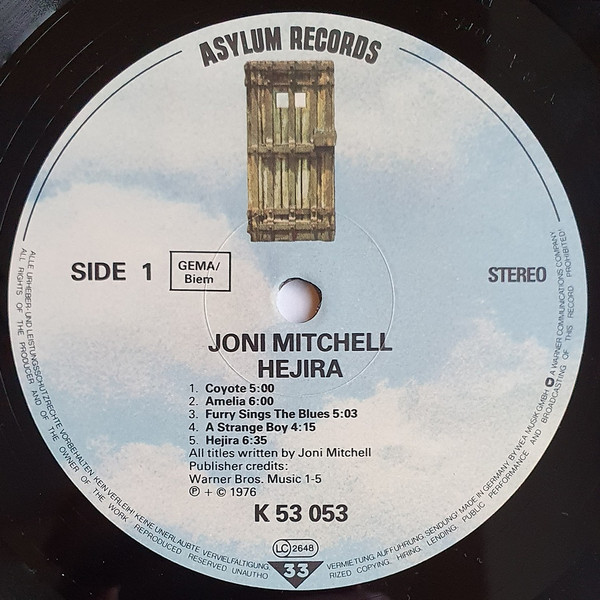 ASYLUM RECORDS
SIDE 1
GEMA/
Biem
STEREO
JONI MITCHELL
HEJIRA
1. Coyote 5:00
2. Amelia 6:00
3. Furry Sings The Blues 5:03
4. A Strange Boy 4:15
5. Hejira 6:35
All titles written by Joni Mitchell
Publisher credits:
Warner Bros. Music 1-5
℗ + © 1976
K 53 053
LC 2648
33
ALLE URHEBER- UND LEISTUNGSSCHUTZRECHTE VORBEHALTEN. KEIN VERLEIH! KEINE UNERLAUBTE VERVIELFÄLTIGUNG, VERMIETUNG, AUFFÜHRUNG, SENDUNG! MADE IN GERMANY BY WEA MUSIK GMBH A WARNER COMMUNICATIONS COMPANY
ALL RIGHTS OF THE PRODUCER AND OF THE OWNER OF THE WORK REPRODUCED RESERVED. UNAUTHORIZED COPYING, HIRING, LENDING, PUBLIC PERFORMANCE AND BROADCASTING OF THIS RECORD PROHIBITED!